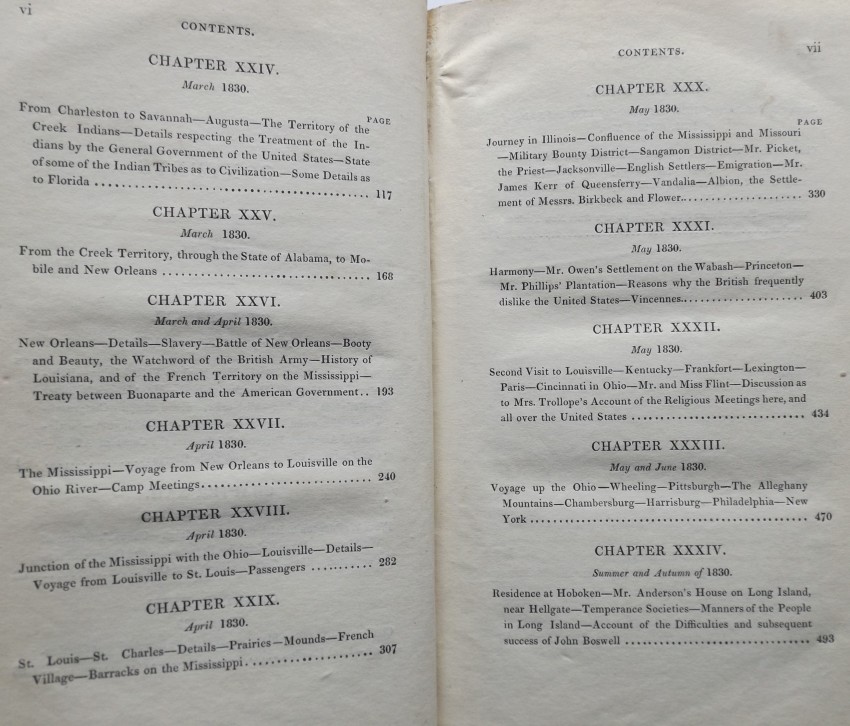 vi
CONTENTS.
CHAPTER XXIV.
March 1830.
PAGE
From Charleston to Savannah—Augusta—The Territory of the
Creek Indians—Details respecting the Treatment of the In-
dians by the General Government of the United States—State
of some of the Indian Tribes as to Civilization—Some Details as
to Florida ........................................ 117
CHAPTER XXV.
March 1830.
From the Creek Territory, through the State of Alabama, to Mo-
bile and New Orleans ............................... 168
CHAPTER XXVI.
March and April 1830.
New Orleans—Details—Slavery—Battle of New Orleans—Booty
and Beauty, the Watchword of the British Army—History of
Louisiana, and of the French Territory on the Mississippi—
Treaty between Buonaparte and the American Government.. 193
CHAPTER XXVII.
April 1830.
The Mississippi—Voyage from New Orleans to Louisville on the
Ohio River—Camp Meetings......................... 240
CHAPTER XXVIII.
April 1830.
Junction of the Mississippi with the Ohio—Louisville—Details—
Voyage from Louisville to St. Louis—Passengers .......... 282
CHAPTER XXIX.
April 1830.
St. Louis—St. Charles—Details—Prairies—Mounds—French
Village—Barracks on the Mississippi.................... 307
CONTENTS.
vii
CHAPTER XXX.
May 1830.
PAGE
Journey in Illinois—Confluence of the Mississippi and Missouri
—Military Bounty District—Sangamon District—Mr. Picket,
the Priest—Jacksonville—English Settlers—Emigration—Mr.
James Kerr of Queensferry—Vandalia—Albion, the Settle-
ment of Messrs. Birkbeck and Flower.................... 330
CHAPTER XXXI.
May 1830.
Harmony—Mr. Owen's Settlement on the Wabash—Princeton—
Mr. Phillips' Plantation—Reasons why the British frequently
dislike the United States—Vincennes.................... 403
CHAPTER XXXII.
May 1830.
Second Visit to Louisville—Kentucky—Frankfort—Lexington—
Paris—Cincinnati in Ohio—Mr. and Miss Flint—Discussion as
to Mrs. Trollope's Account of the Religious Meetings here, and
all over the United States ........................... 434
CHAPTER XXXIII.
May and June 1830.
Voyage up the Ohio—Wheeling—Pittsburgh—The Alleghany
Mountains—Chambersburg—Harrisburg—Philadelphia—New
York ............................................. 470
CHAPTER XXXIV.
Summer and Autumn of 1830.
Residence at Hoboken—Mr. Anderson's House on Long Island,
near Hellgate—Temperance Societies—Manners of the People
in Long Island—Account of the Difficulties and subsequent
success of John Boswell .............................. 493